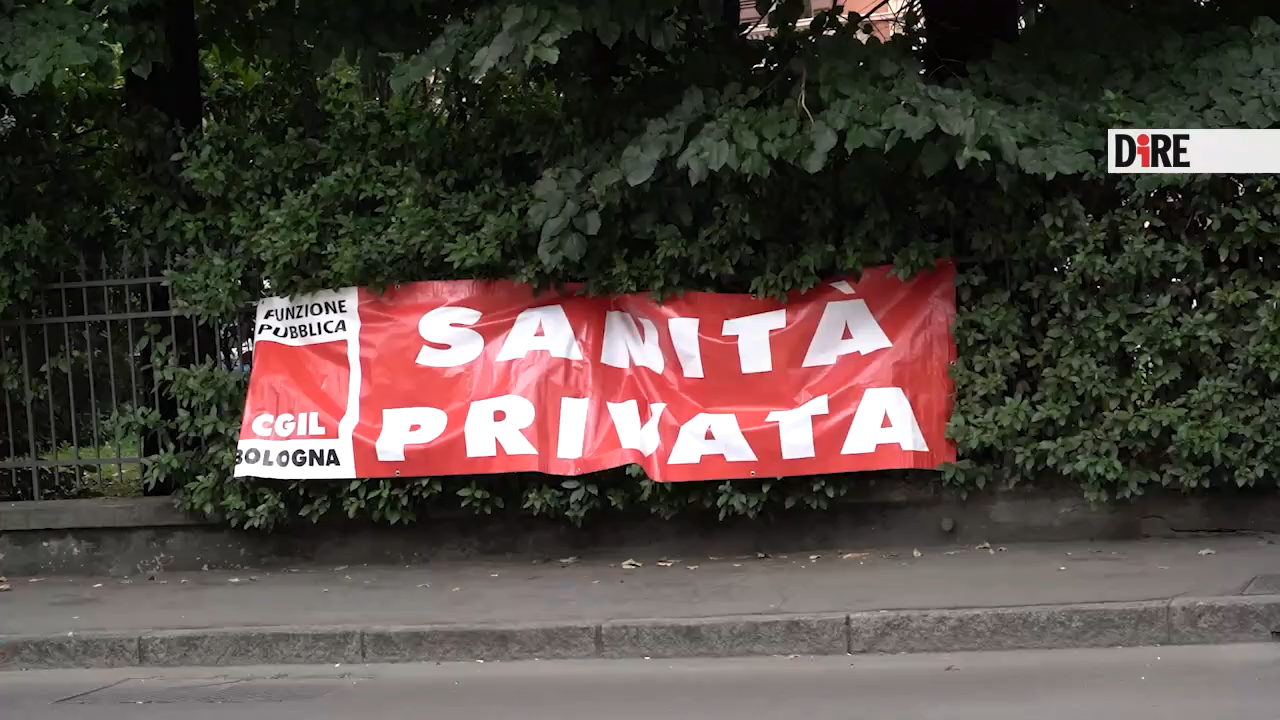 FUNZIONE
PUBBLICA
CGIL
BOLOGNA
SANITÀ
PRIVATA
DiRE